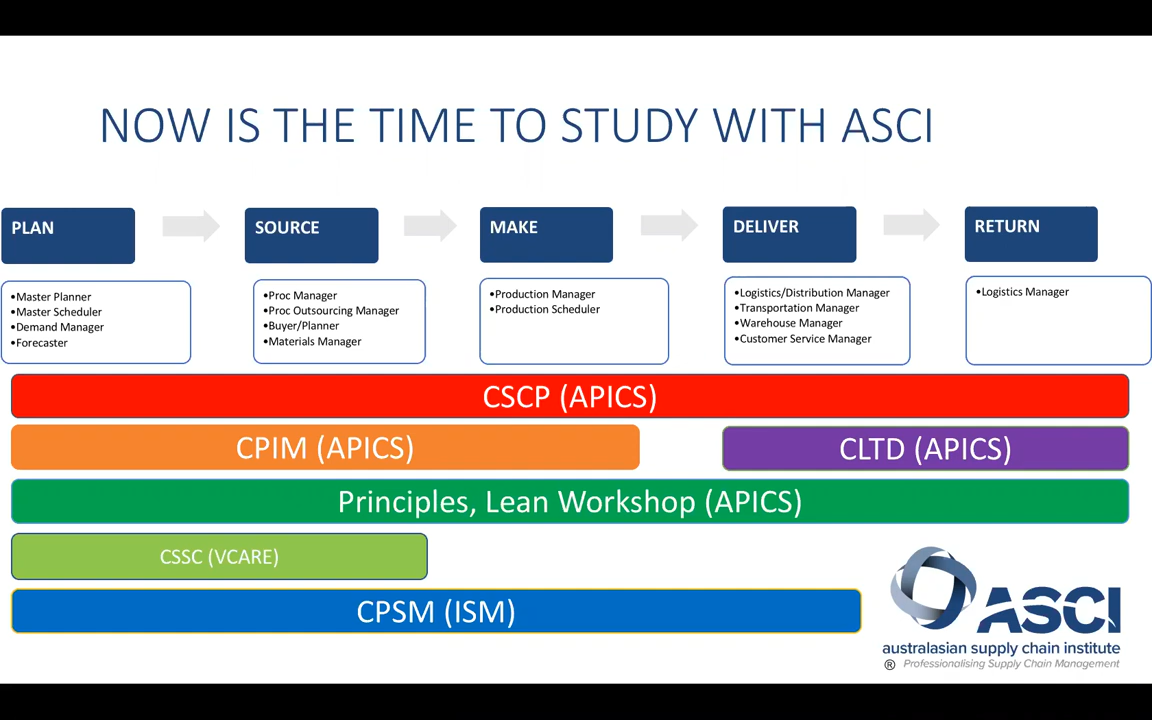 NOW IS THE TIME TO STUDY WITH ASCI
PLAN
SOURCE
MAKE
DELIVER
RETURN
•Master Planner
•Master Scheduler
•Demand Manager
•Forecaster
•Proc Manager
•Proc Outsourcing Manager
•Buyer/Planner
•Materials Manager
•Production Manager
•Production Scheduler
•Logistics/Distribution Manager
•Transportation Manager
•Warehouse Manager
•Customer Service Manager
•Logistics Manager
CSCP (APICS)
CPIM (APICS)
CLTD (APICS)
Principles, Lean Workshop (APICS)
CSSC (VCARE)
CPSM (ISM)
ASCI
australasian supply chain institute
® Professionalising Supply Chain Management